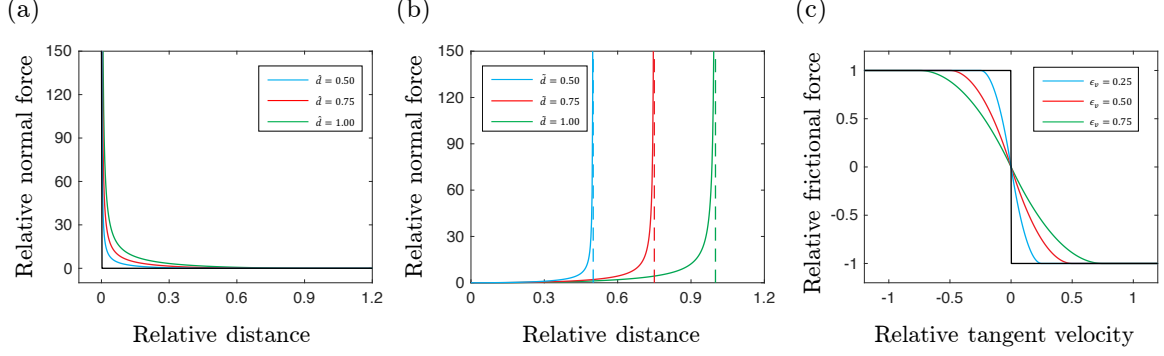 (a)
Relative normal force
150
120
90
60
30
0
0
0.3
0.6
0.9
1.2
Relative distance
d̂ = 0.50
d̂ = 0.75
d̂ = 1.00
(b)
Relative normal force
150
120
90
60
30
0
0
0.3
0.6
0.9
1.2
Relative distance
d̃ = 0.50
d̃ = 0.75
d̃ = 1.00
(c)
Relative frictional force
1
0.5
0
-0.5
-1
-1
-0.5
0
0.5
1
Relative tangent velocity
ϵᵥ = 0.25
ϵᵥ = 0.50
ϵᵥ = 0.75